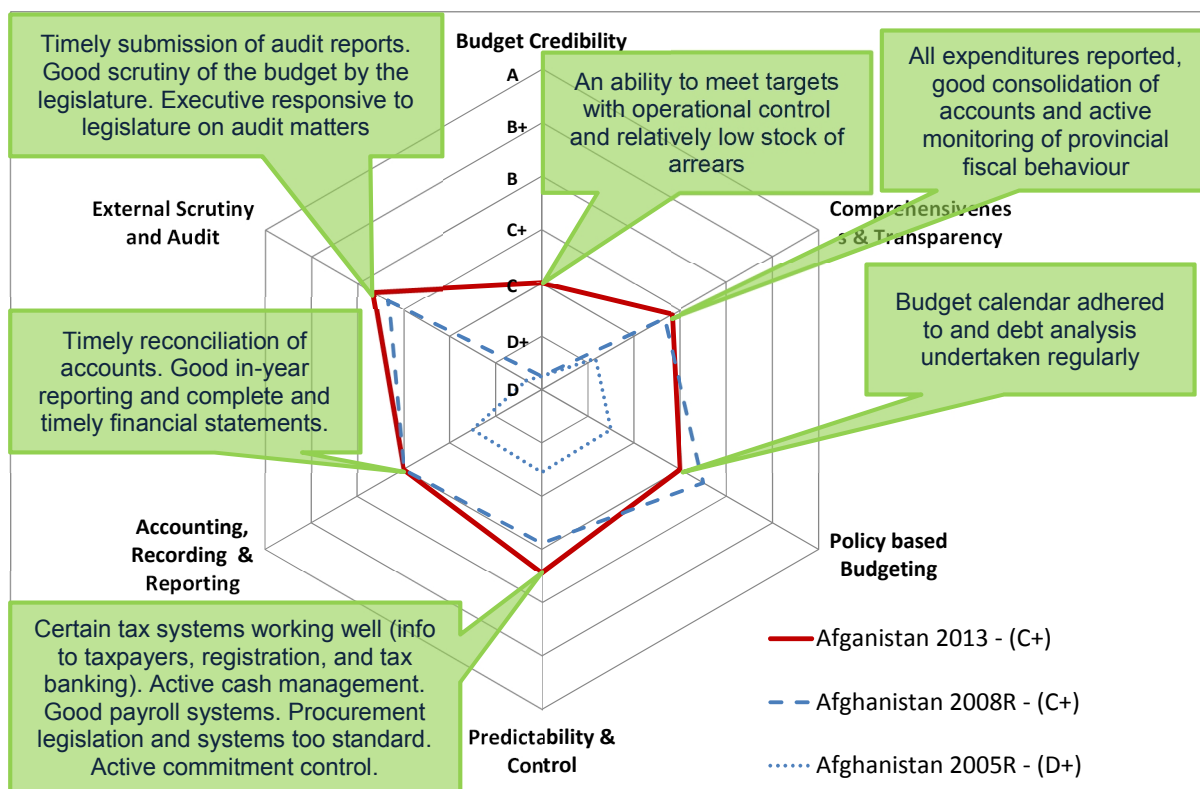 Timely submission of audit reports.
Good scrutiny of the budget by the
legislature. Executive responsive to
legislature on audit matters
Budget Credibility
An ability to meet targets
with operational control
and relatively low stock of
arrears
All expenditures reported,
good consolidation of
accounts and active
monitoring of provincial
fiscal behaviour
A
B+
B
C+
C
D+
D
External Scrutiny
and Audit
Comprehensivenes
s & Transparency
Timely reconciliation of
accounts. Good in-year
reporting and complete and
timely financial statements.
Budget calendar adhered
to and debt analysis
undertaken regularly
Accounting,
Recording &
Reporting
Policy based
Budgeting
Certain tax systems working well (info
to taxpayers, registration, and tax
banking). Active cash management.
Good payroll systems. Procurement
legislation and systems too standard.
Active commitment control.
Predictability &
Control
Afganistan 2013 - (C+)
Afghanistan 2008R - (C+)
Afghanistan 2005R - (D+)